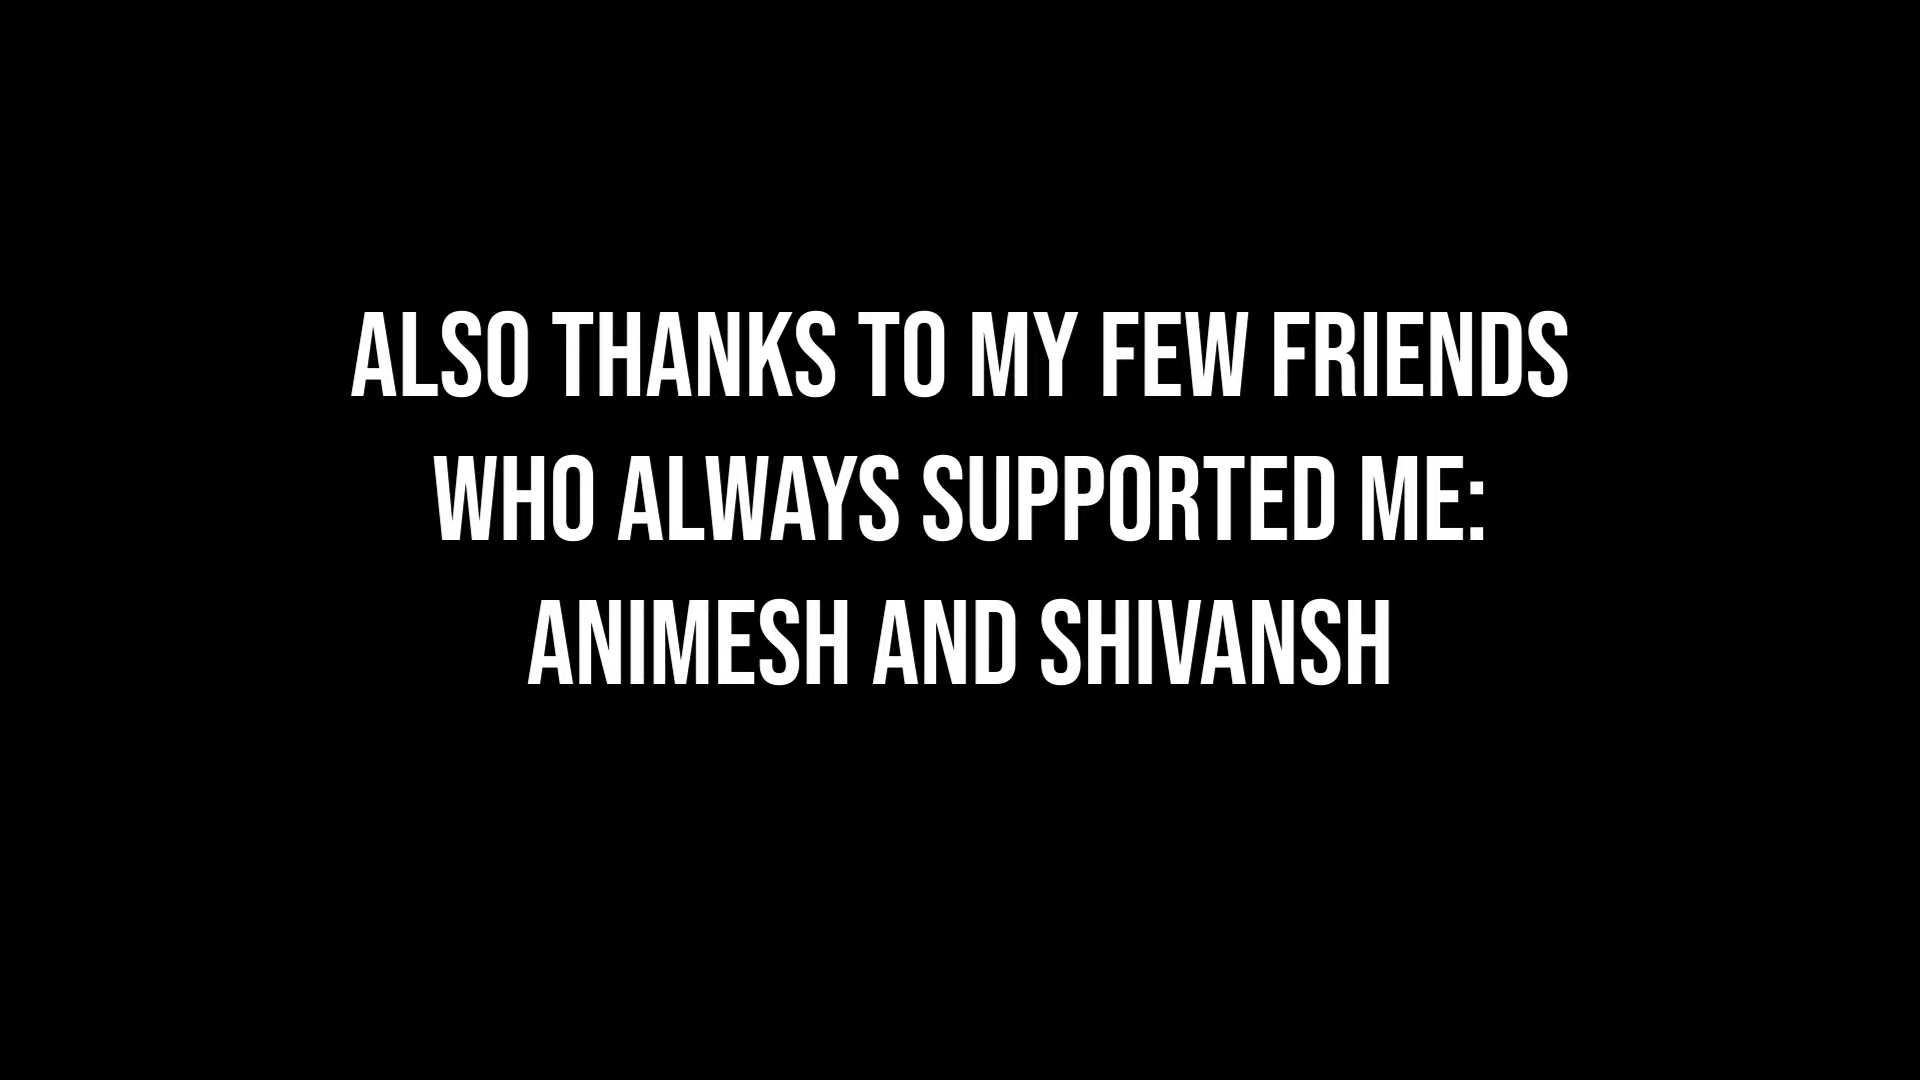 ALSO THANKS TO MY FEW FRIENDS
WHO ALWAYS SUPPORTED ME:
ANIMESH AND SHIVANSH